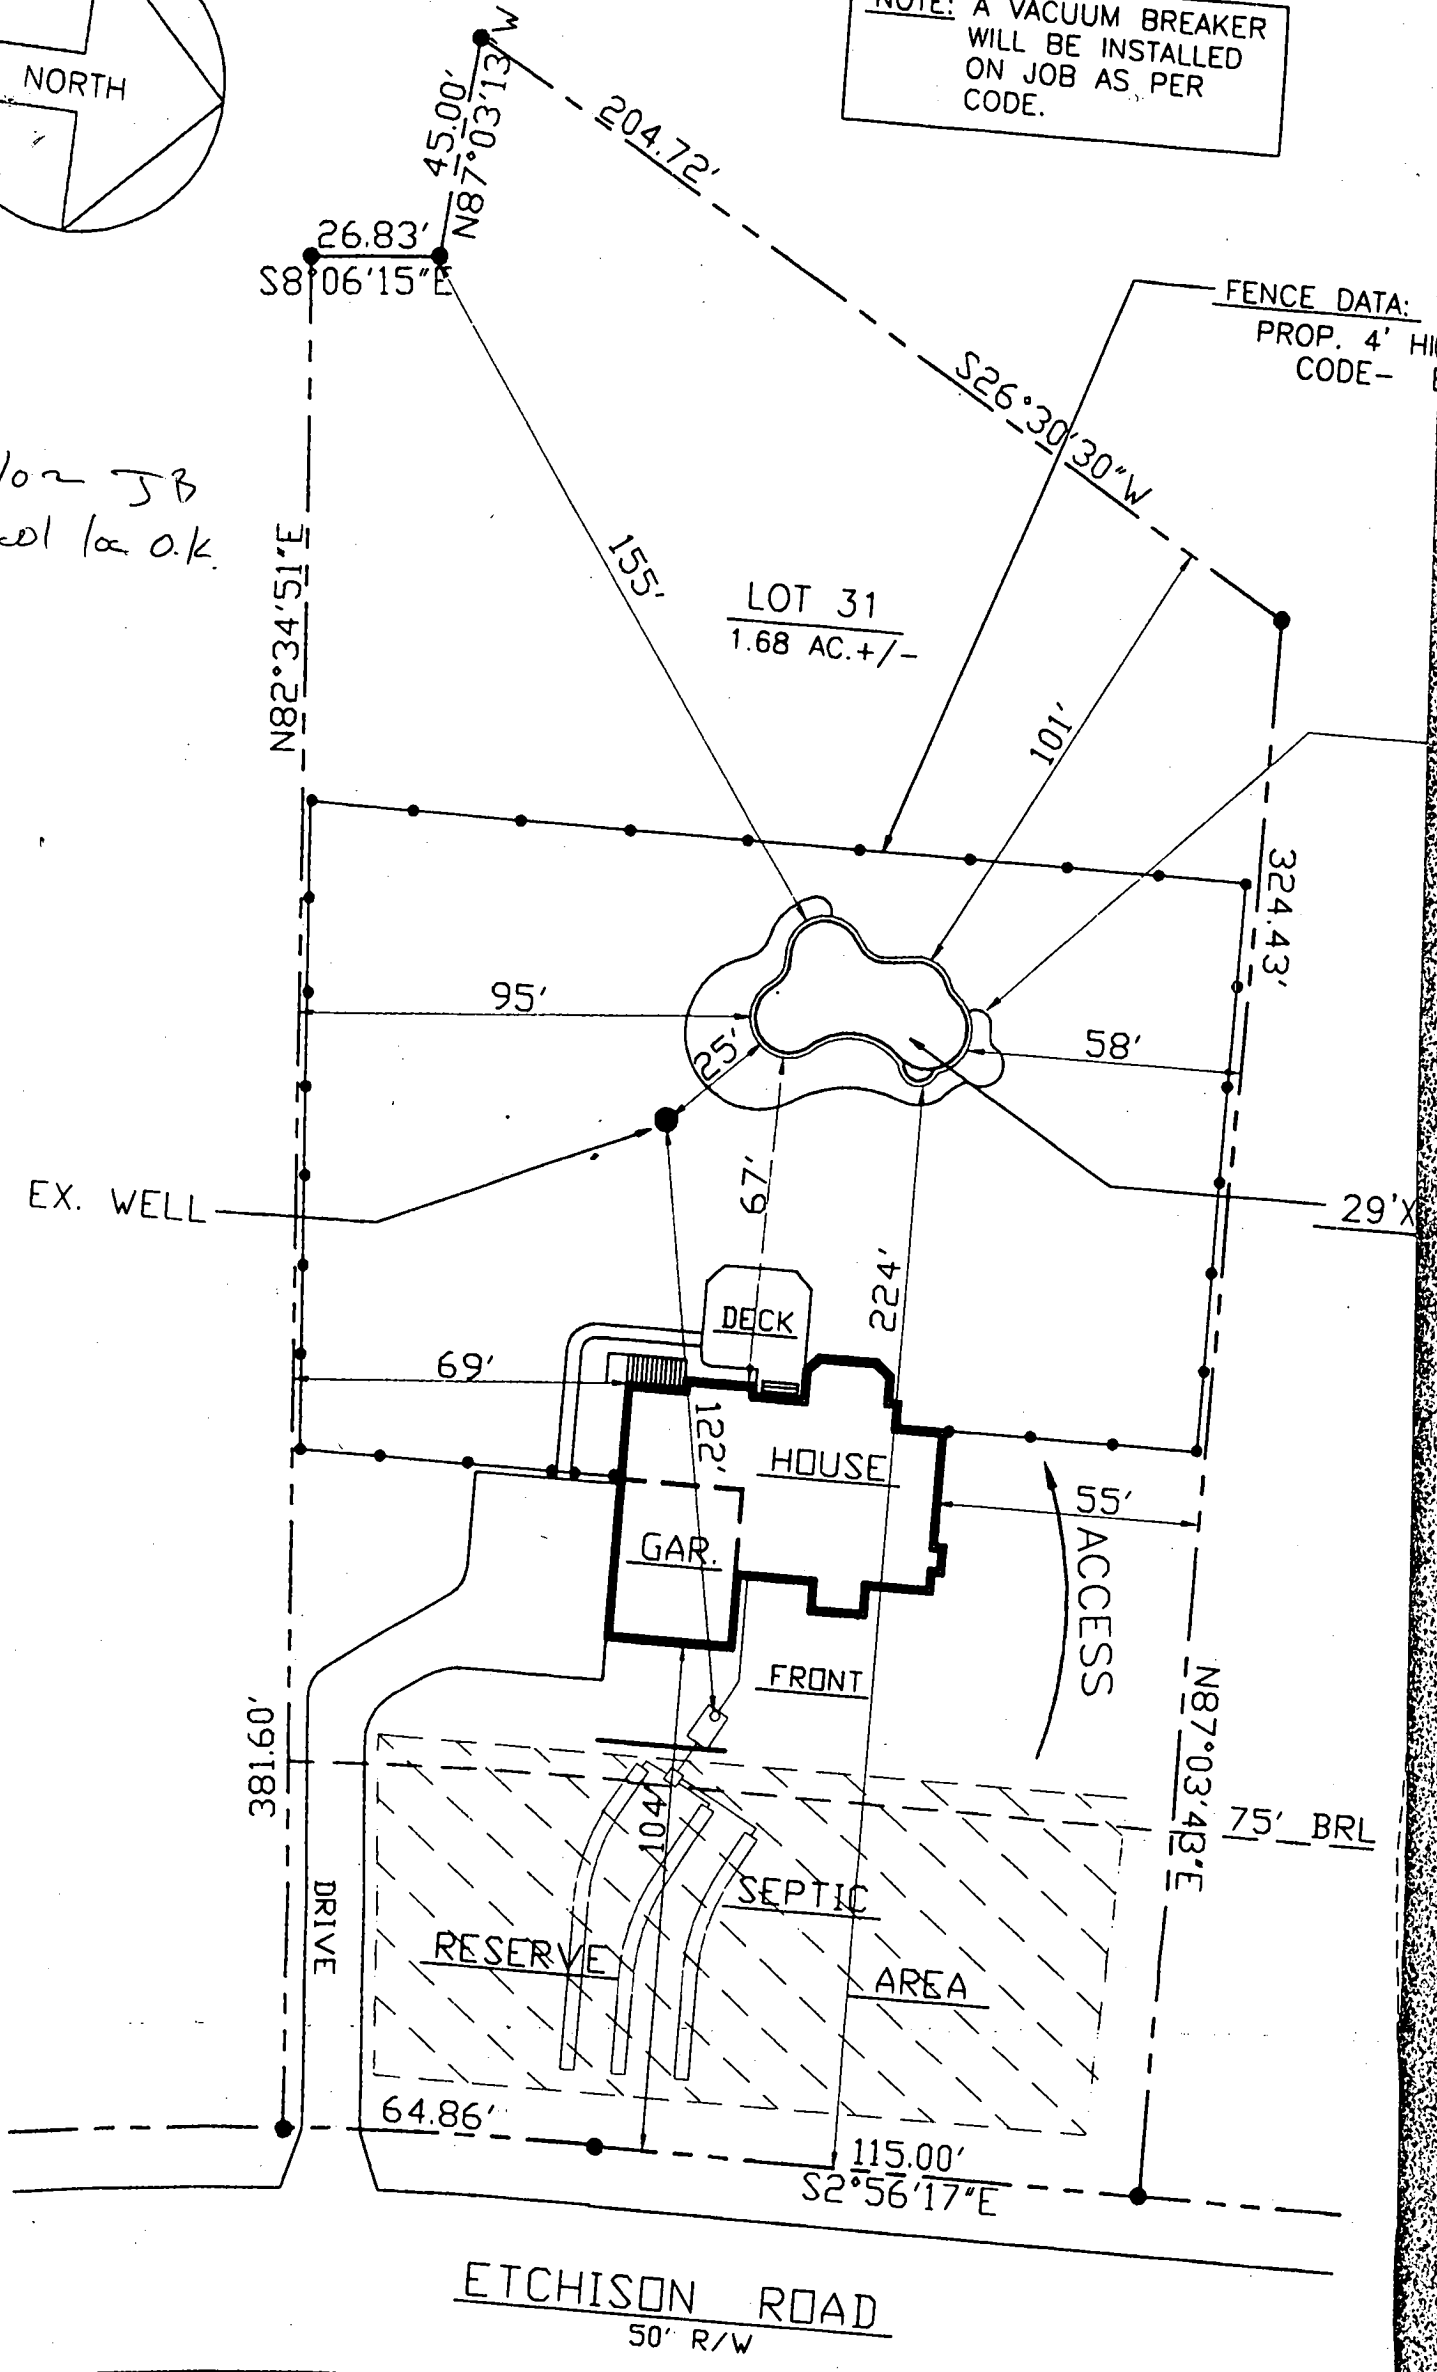 NOTE: A VACUUM BREAKER
WILL BE INSTALLED
ON JOB AS PER
CODE.
NORTH
45.00'
N87°03'13"W
204.72'
26.83'
S8°06'15"E
FENCE DATA:
PROP. 4'
CODE-
S26°30'30"W
JB
O.K.
N82°34'51"E
155'
LOT 31
1.68 AC.+/-
101'
324.43'
95'
25'
58'
EX. WELL
67'
29'X
224'
DECK
69'
122'
HOUSE
55'
GAR.
ACCESS
FRONT
N87°03'43"E
381.60'
75' BRL
104'
DRIVE
SEPTIC
RESERVE
AREA
64.86'
115.00'
S2°56'17"E
ETCHISON ROAD
50' R/W